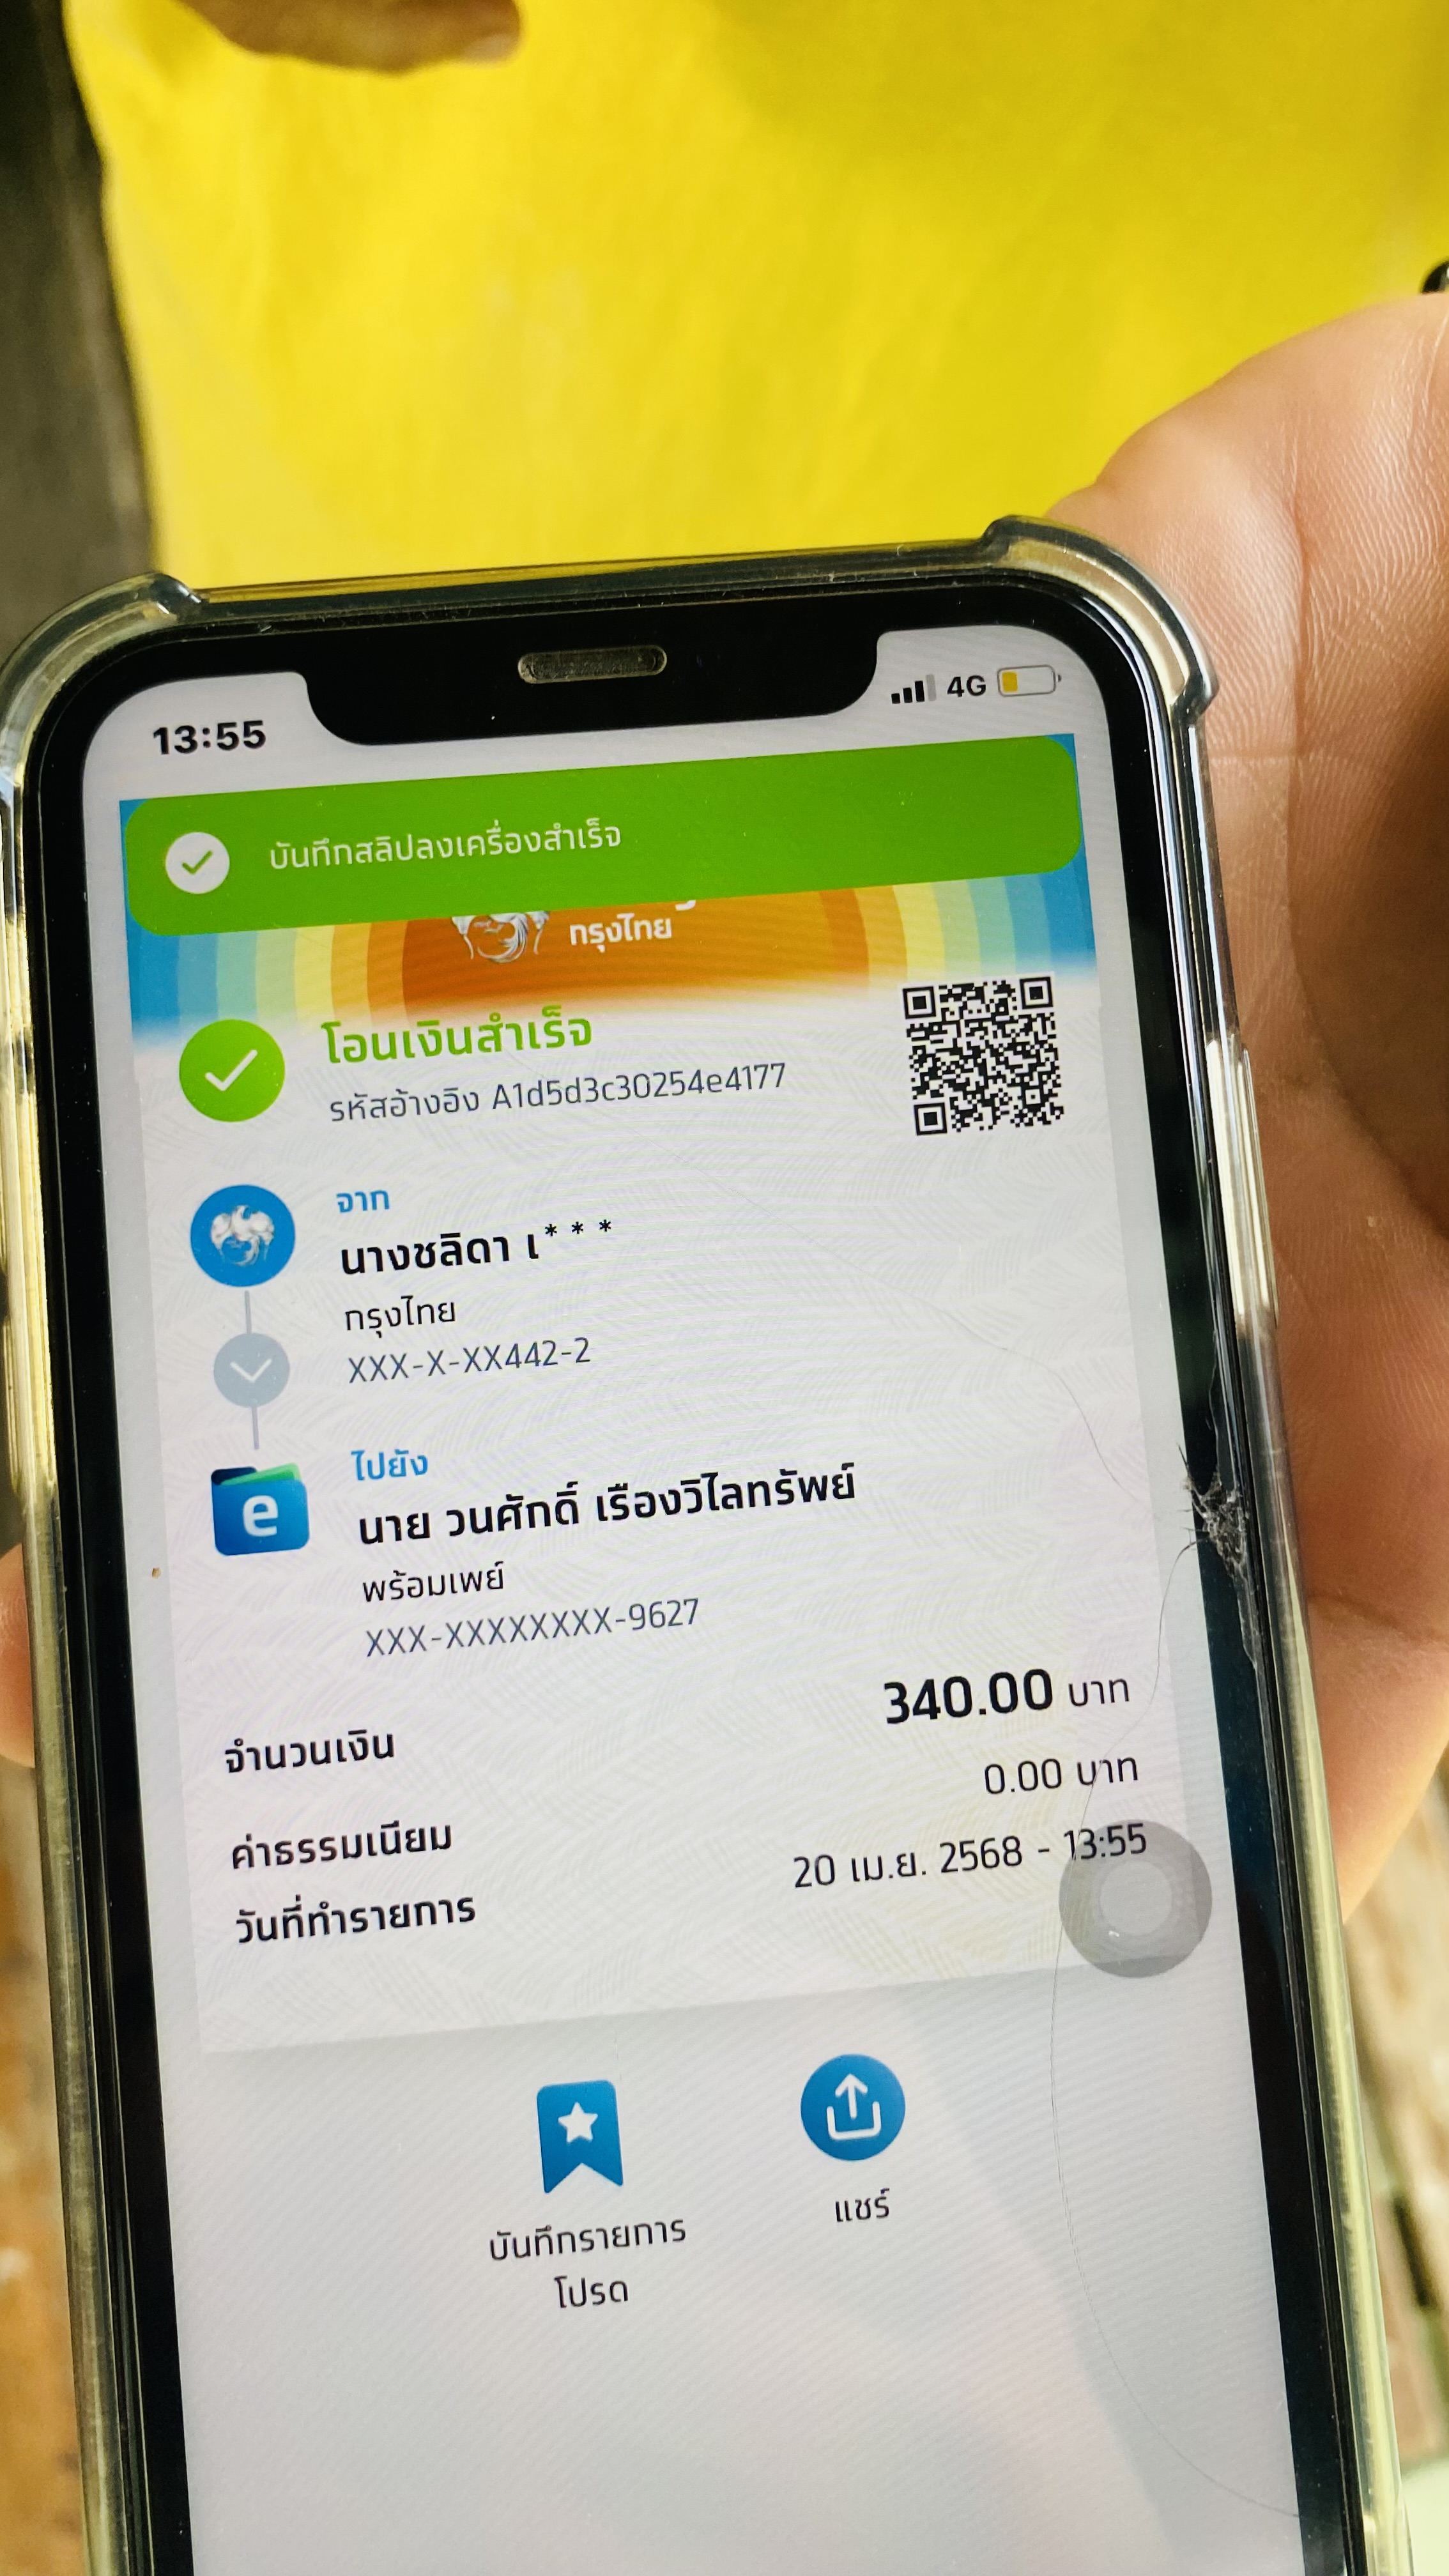 13:55
4G
บันทึกสลิปลงเครื่องสำเร็จ
กรุงไทย
โอนเงินสำเร็จ
รหัสอ้างอิง A1d5d3c30254e4177
จาก
นางชลิดา เ***
กรุงไทย
XXX-X-XX442-2
ไปยัง
e
นาย วนศักดิ์ เรืองวิไลทรัพย์
พร้อมเพย์
XXX-XXXXXXXX-9627
จำนวนเงิน 340.00 บาท
ค่าธรรมเนียม 0.00 บาท
วันที่ทำรายการ 20 เม.ย. 2568 - 13:55
บันทึกรายการ
โปรด
แชร์